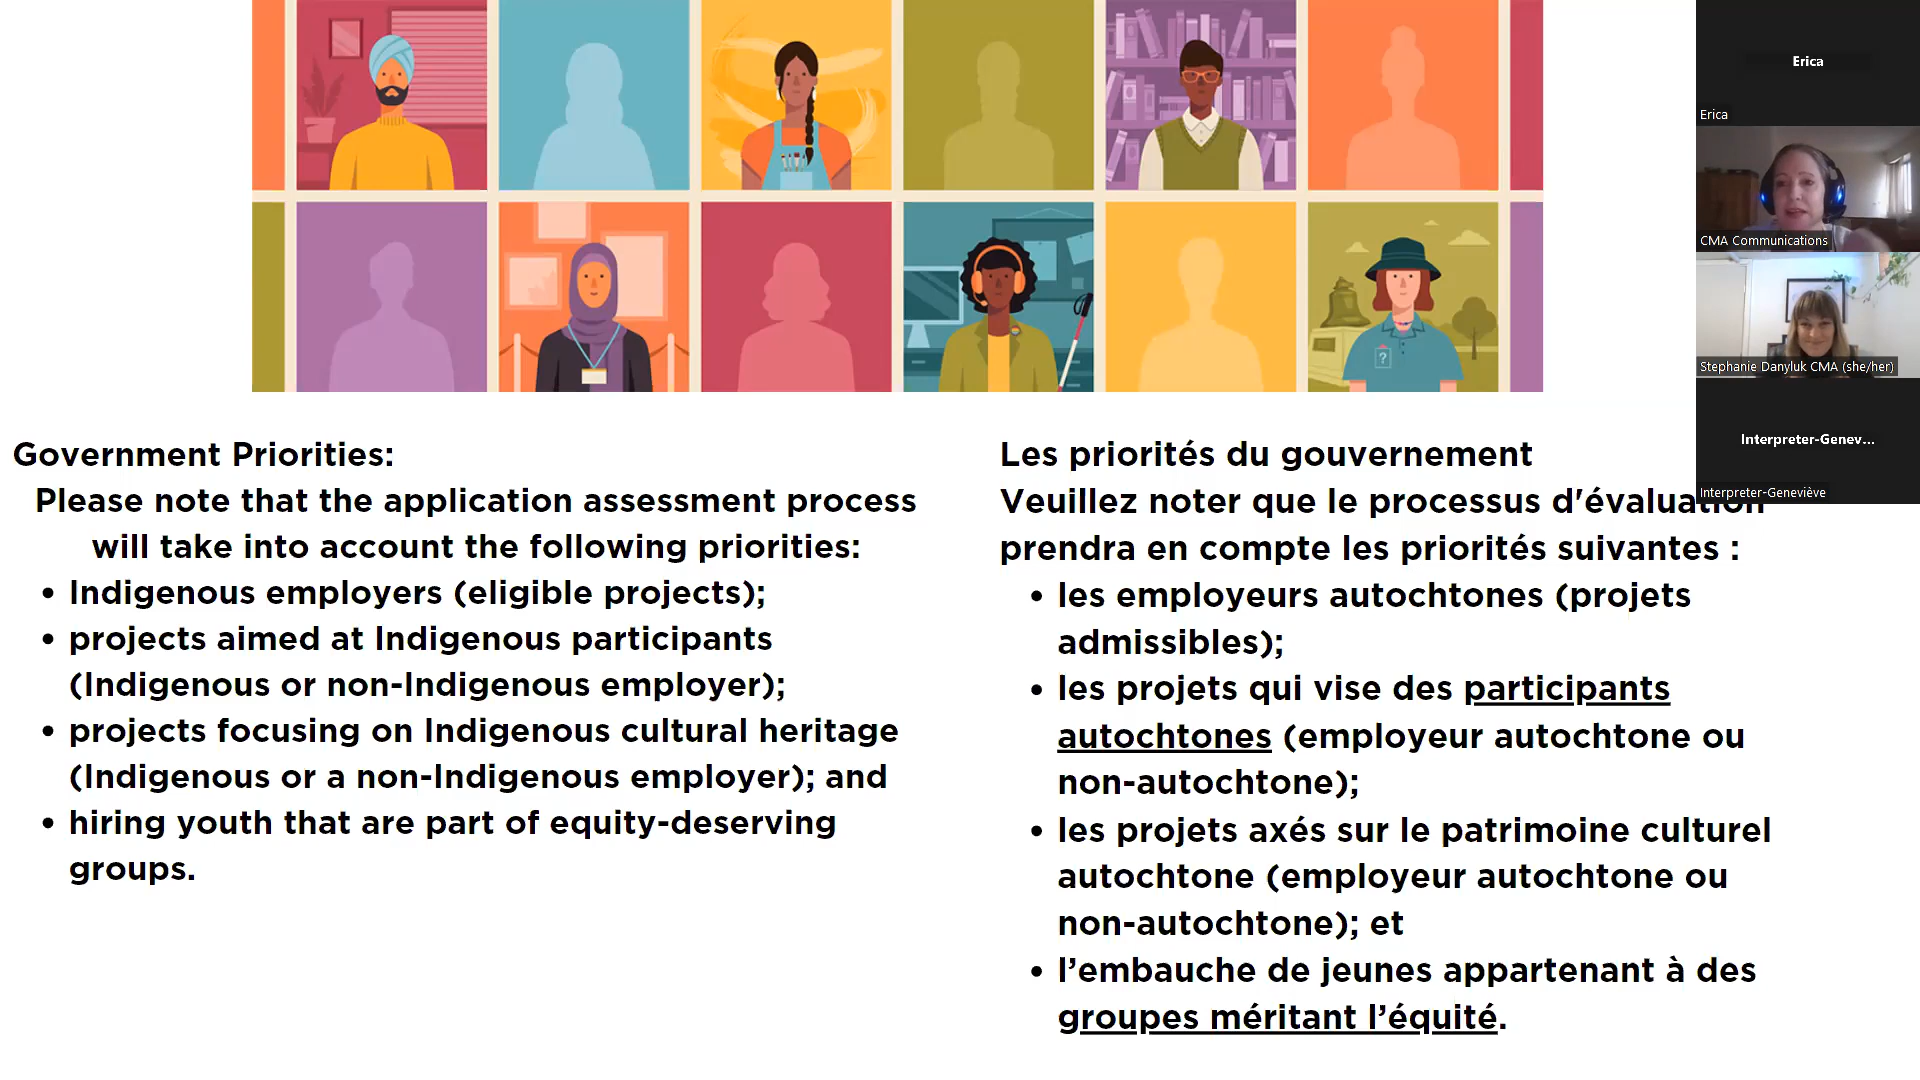 Government Priorities:
Please note that the application assessment process
will take into account the following priorities:
• Indigenous employers (eligible projects);
• projects aimed at Indigenous participants
(Indigenous or non-Indigenous employer);
• projects focusing on Indigenous cultural heritage
(Indigenous or a non-Indigenous employer); and
• hiring youth that are part of equity-deserving
groups.
Les priorités du gouvernement
Veuillez noter que le processus d'évaluation
prendra en compte les priorités suivantes :
• les employeurs autochtones (projets
admissibles);
• les projets qui vise des participants
autochtones (employeur autochtone ou
non-autochtone);
• les projets axés sur le patrimoine culturel
autochtone (employeur autochtone ou
non-autochtone); et
• l’embauche de jeunes appartenant à des
groupes méritant l’équité.
Erica
Erica
CMA Communications
Stephanie Danyluk CMA (she/her)
Interpreter-Genev...
Interpreter-Geneviève
?